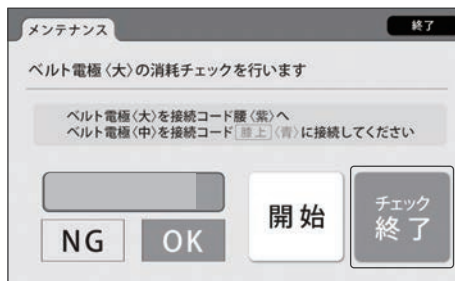 メンテナンス
終了
ベルト電極〈大〉の消耗チェックを行います
ベルト電極〈大〉を接続コード腰〈紫〉へ
ベルト電極〈中〉を接続コード膝上〈青〉に接続してください
NG
OK
開始
チェック
終了